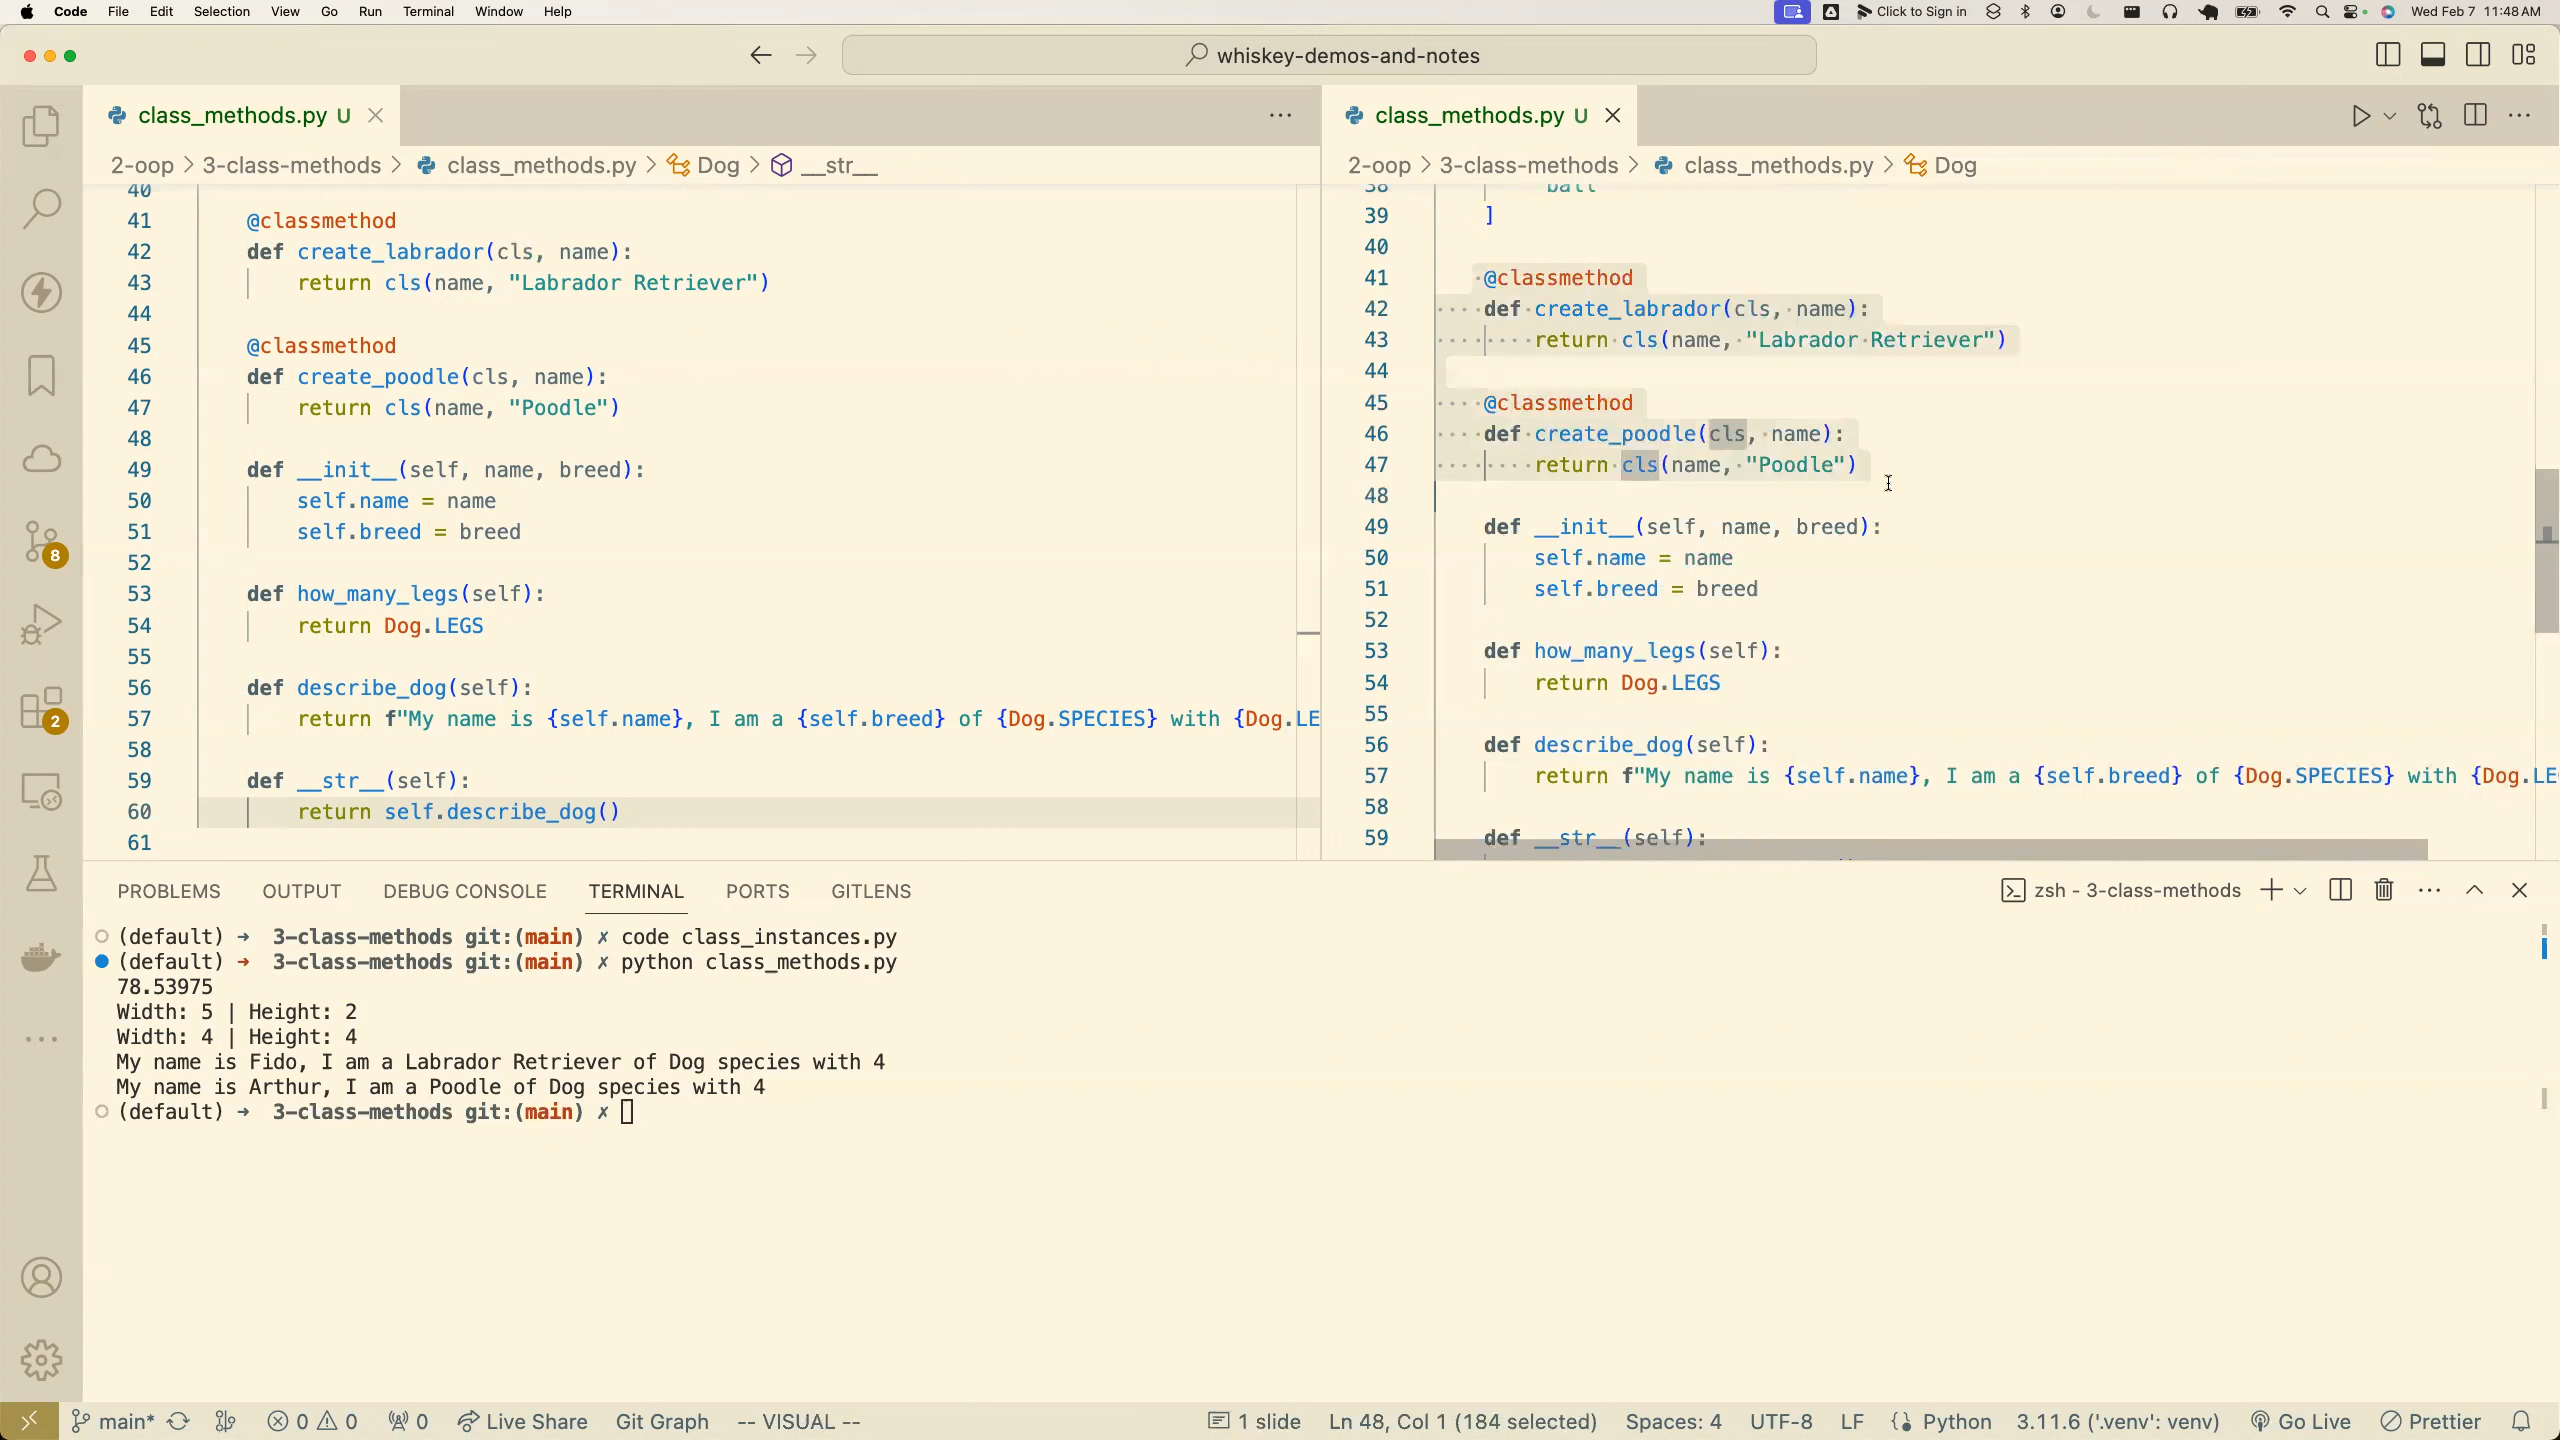 Code File Edit Selection View Go Run Terminal Window Help
Click to Sign in
Wed Feb 7 11:48 AM
whiskey-demos-and-notes
class_methods.py U
2-oop > 3-class-methods > class_methods.py > Dog > __str__
40
41 @classmethod
42 def create_labrador(cls, name):
43 return cls(name, "Labrador Retriever")
44
45 @classmethod
46 def create_poodle(cls, name):
47 return cls(name, "Poodle")
48
49 def __init__(self, name, breed):
50 self.name = name
51 self.breed = breed
52
53 def how_many_legs(self):
54 return Dog.LEGS
55
56 def describe_dog(self):
57 return f"My name is {self.name}, I am a {self.breed} of {Dog.SPECIES} with {Dog.LE
58
59 def __str__(self):
60 return self.describe_dog()
61
class_methods.py U
2-oop > 3-class-methods > class_methods.py > Dog
38 ball
39 ]
40
41 @classmethod
42 def create_labrador(cls, name):
43 return cls(name, "Labrador Retriever")
44
45 @classmethod
46 def create_poodle(cls, name):
47 return cls(name, "Poodle")
48
49 def __init__(self, name, breed):
50 self.name = name
51 self.breed = breed
52
53 def how_many_legs(self):
54 return Dog.LEGS
55
56 def describe_dog(self):
57 return f"My name is {self.name}, I am a {self.breed} of {Dog.SPECIES} with {Dog.LE
58
59 def __str__(self):
8
2
PROBLEMS OUTPUT DEBUG CONSOLE TERMINAL PORTS GITLENS
zsh - 3-class-methods
(default) → 3-class-methods git:(main) ✗ code class_instances.py
(default) → 3-class-methods git:(main) ✗ python class_methods.py
78.53975
Width: 5 | Height: 2
Width: 4 | Height: 4
My name is Fido, I am a Labrador Retriever of Dog species with 4
My name is Arthur, I am a Poodle of Dog species with 4
(default) → 3-class-methods git:(main) ✗
main* 0 0 0 Live Share Git Graph -- VISUAL -- 1 slide Ln 48, Col 1 (184 selected) Spaces: 4 UTF-8 LF Python 3.11.6 ('.venv': venv) Go Live Prettier